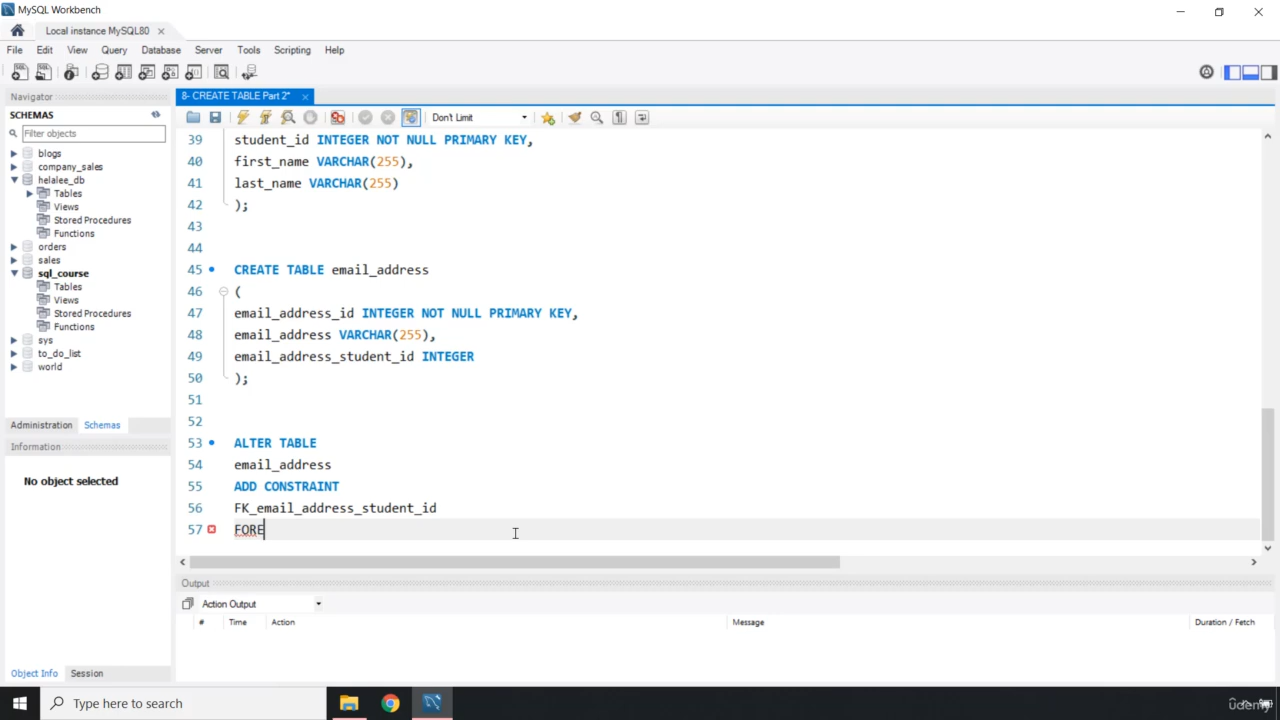 MySQL Workbench
Local instance MySQL80
File Edit View Query Database Server Tools Scripting Help
Navigator
8- CREATE TABLE Part 2*
SCHEMAS
Don't Limit
Filter objects
blogs
company_sales
helalee_db
Tables
Views
Stored Procedures
Functions
orders
sales
sql_course
Tables
Views
Stored Procedures
Functions
sys
to_do_list
world
Administration Schemas
Information
No object selected
39 student_id INTEGER NOT NULL PRIMARY KEY,
40 first_name VARCHAR(255),
41 last_name VARCHAR(255)
42 );
43
44
45 CREATE TABLE email_address
46 (
47 email_address_id INTEGER NOT NULL PRIMARY KEY,
48 email_address VARCHAR(255),
49 email_address_student_id INTEGER
50 );
51
52
53 ALTER TABLE
54 email_address
55 ADD CONSTRAINT
56 FK_email_address_student_id
57 FORE
Output
Action Output
# Time Action Message Duration / Fetch
Object Info Session
Type here to search
udemy